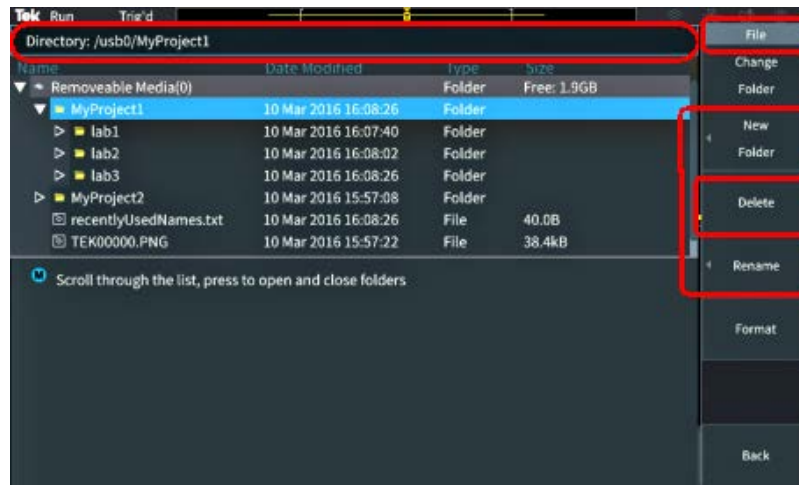 Tek Run Trig'd
Directory: /usb0/MyProject1
Name Date Modified Type Size
Removeable Media(0) Folder Free: 1.9GB
MyProject1 10 Mar 2016 16:08:26 Folder
lab1 10 Mar 2016 16:07:40 Folder
lab2 10 Mar 2016 16:08:02 Folder
lab3 10 Mar 2016 16:08:26 Folder
MyProject2 10 Mar 2016 15:57:08 Folder
recentlyUsedNames.txt 10 Mar 2016 16:08:26 File 40.0B
TEK00000.PNG 10 Mar 2016 15:57:22 File 38.4kB
Scroll through the list, press to open and close folders
File
Change
Folder
New
Folder
Delete
Rename
Format
Back